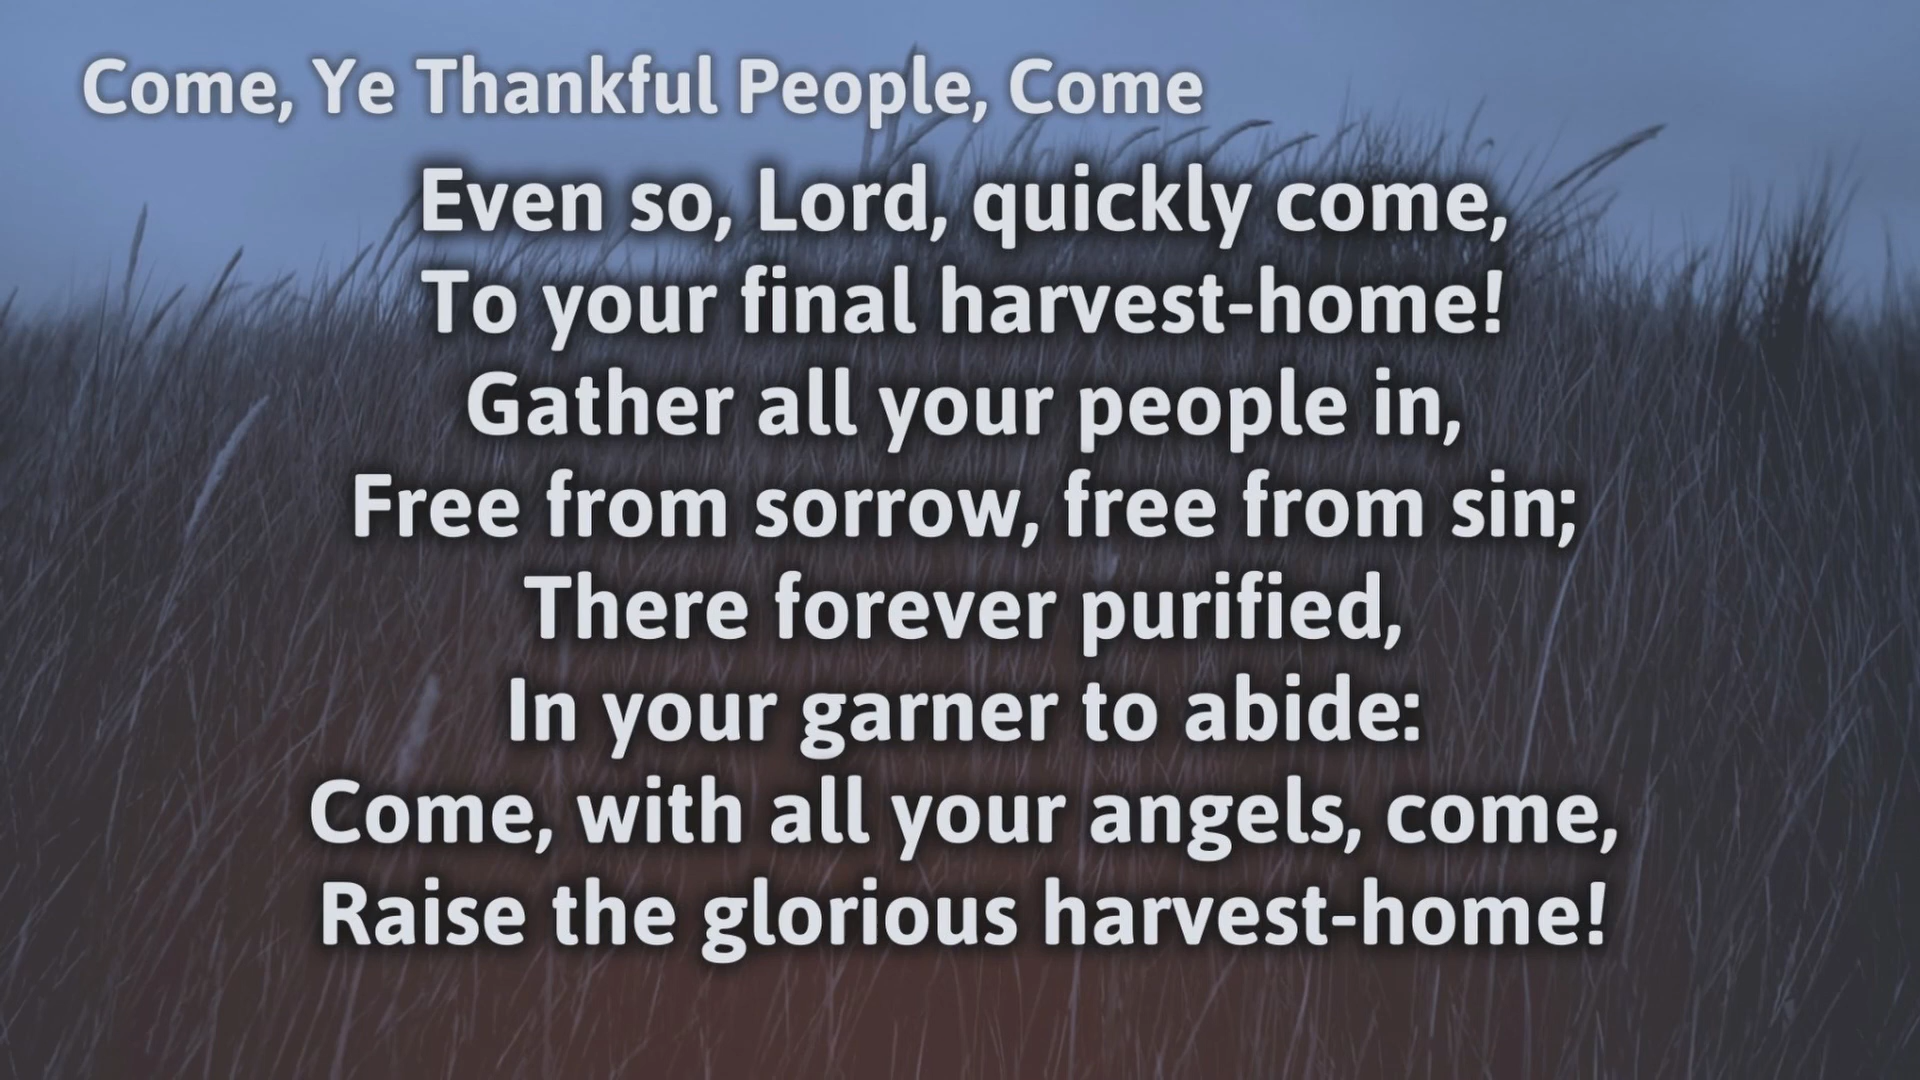 Come, Ye Thankful People, Come
Even so, Lord, quickly come,
To your final harvest-home!
Gather all your people in,
Free from sorrow, free from sin;
There forever purified,
In your garner to abide:
Come, with all your angels, come,
Raise the glorious harvest-home!